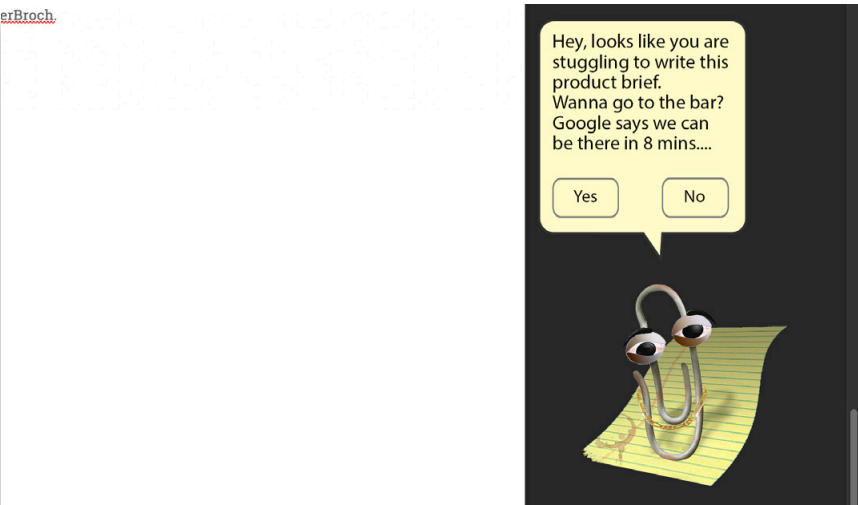 erBroch.
Hey, looks like you are
stuggling to write this
product brief.
Wanna go to the bar?
Google says we can
be there in 8 mins....
Yes No